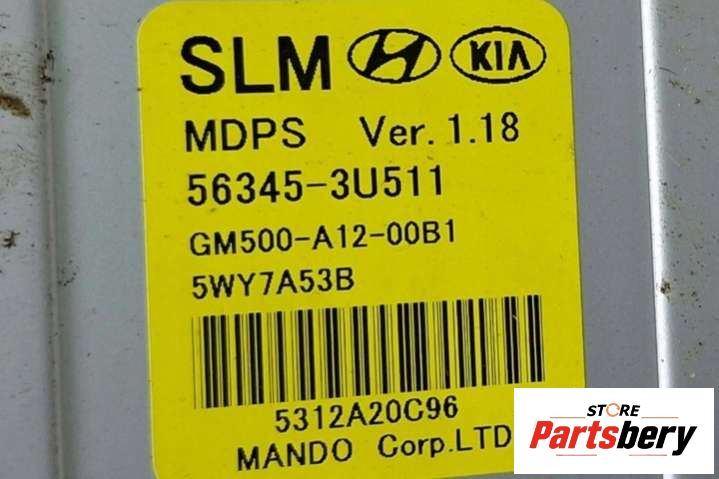 SLM KIA
MDPS Ver. 1.18
56345-3U511
GM500-A12-00B1
5WY7A53B
5312A20C96
MANDO Corp.LTD
STORE
Partsbery